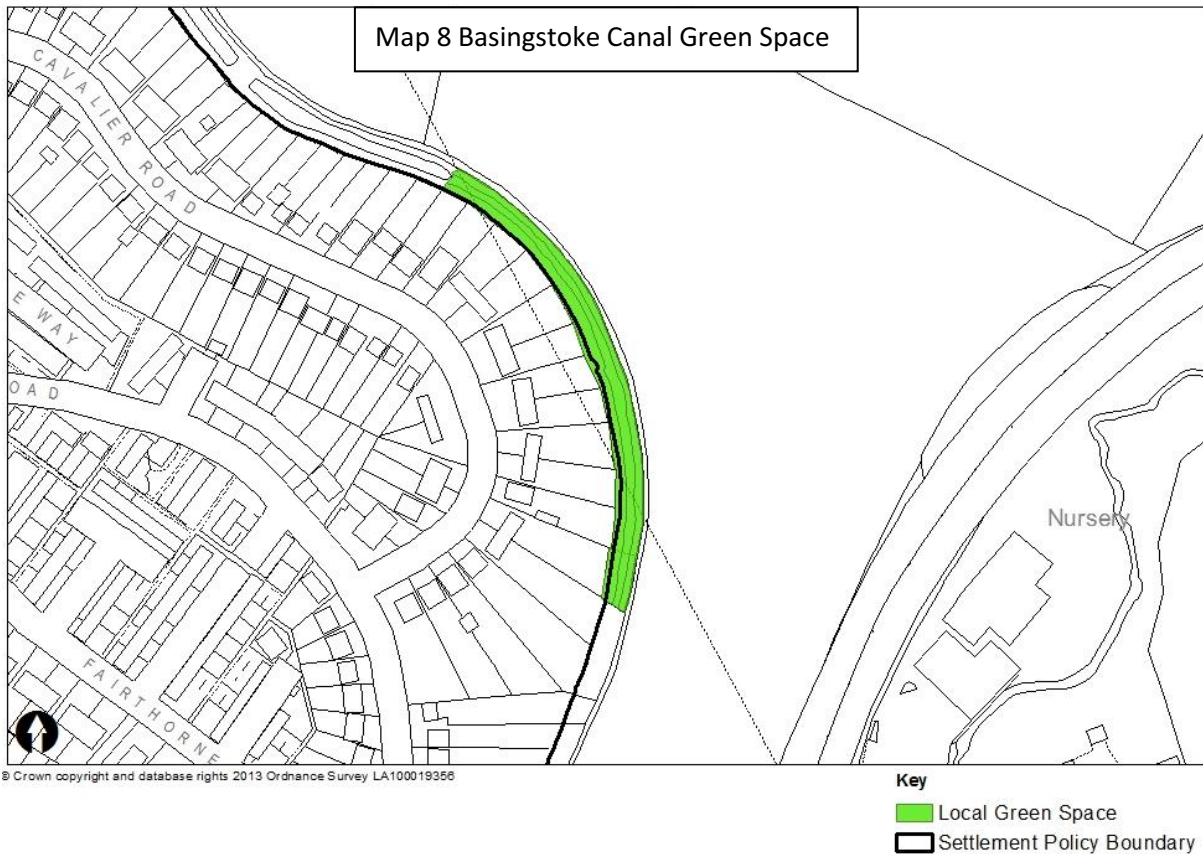 Map 8 Basingstoke Canal Green Space
CAVALIER ROAD
E WAY
OAD
Nursery
FAIRTHORNE
© Crown copyright and database rights 2013 Ordnance Survey LA100019356
Key
Local Green Space
Settlement Policy Boundary